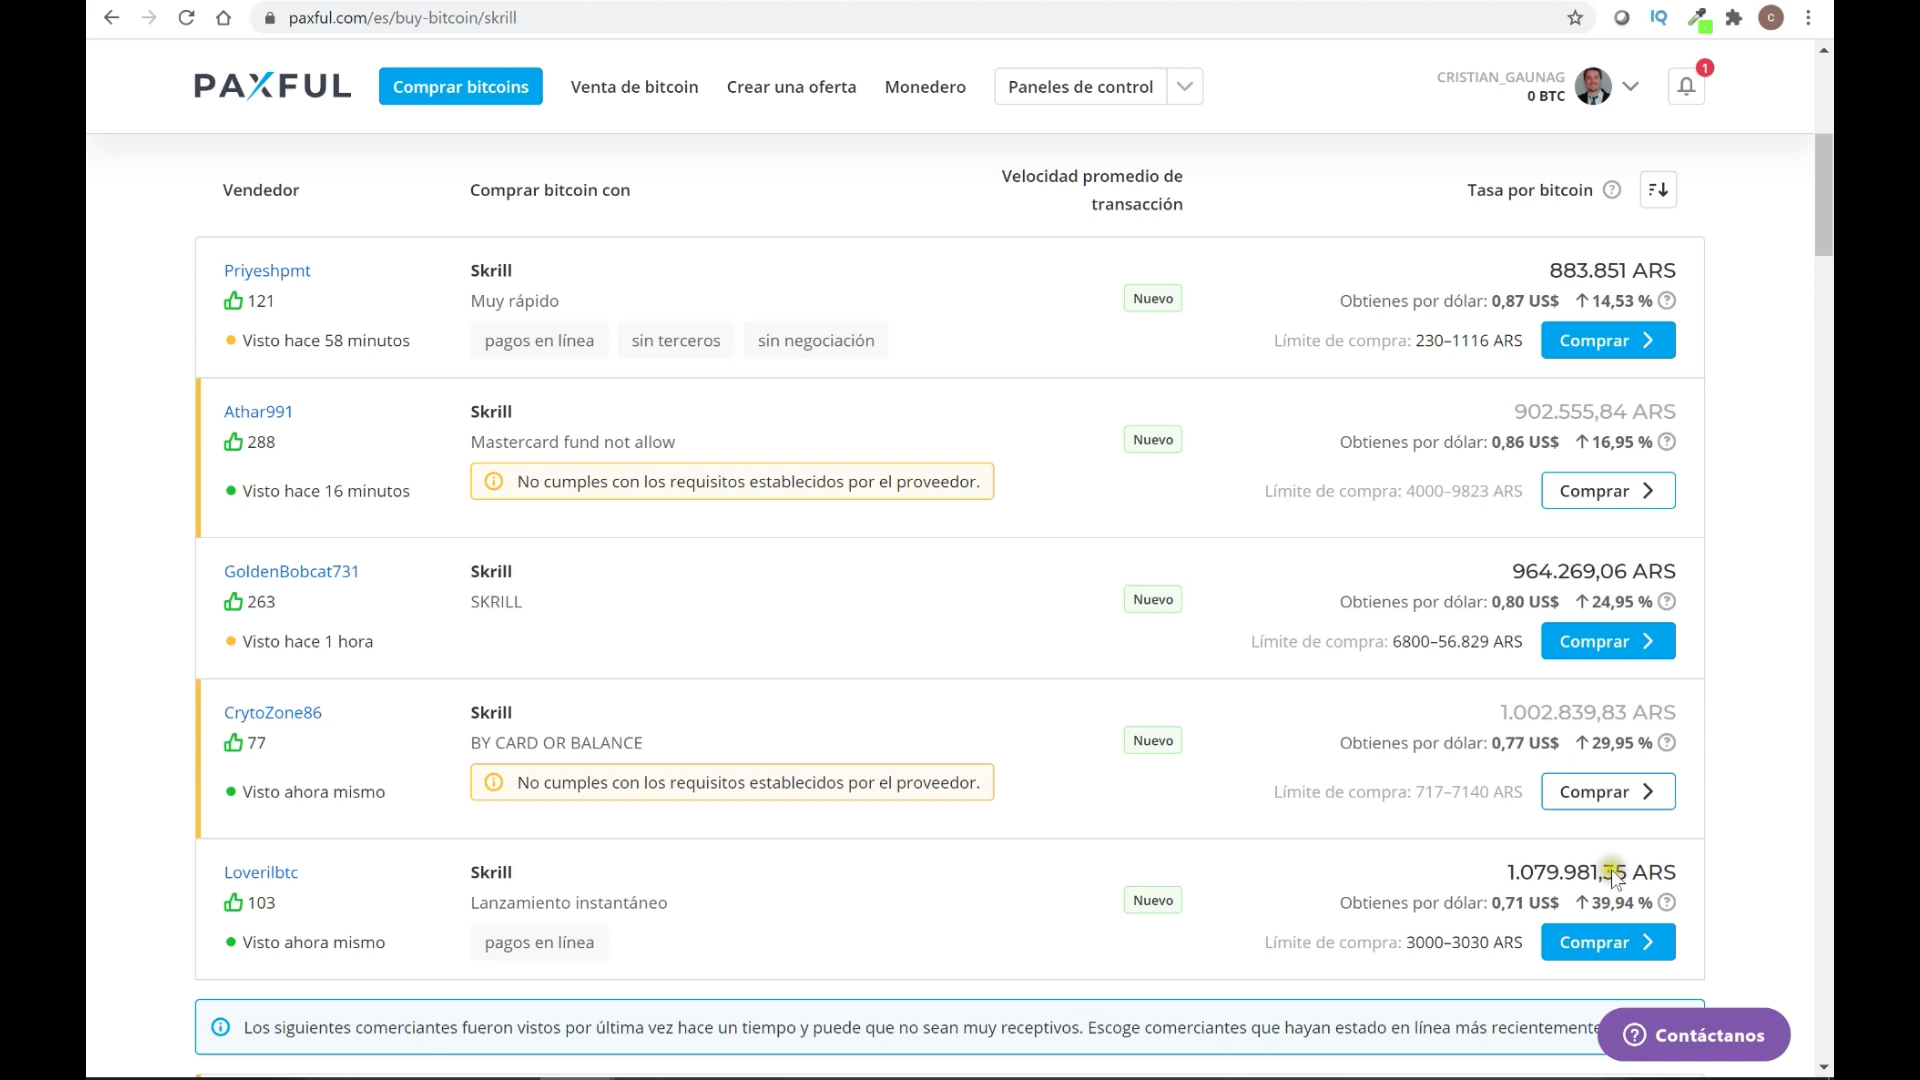 paxful.com/es/buy-bitcoin/skrill
IQ
C
PAXFUL
Comprar bitcoins
Venta de bitcoin
Crear una oferta
Monedero
Paneles de control
CRISTIAN_GAUNAG
0 BTC
1
Vendedor
Comprar bitcoin con
Velocidad promedio de
transacción
Tasa por bitcoin
Priyeshpmt
Skrill
883.851 ARS
121
Muy rápido
Nuevo
Obtienes por dólar: 0,87 US$ ↑14,53 %
Visto hace 58 minutos
pagos en línea
sin terceros
sin negociación
Límite de compra: 230–1116 ARS
Comprar
Athar991
Skrill
902.555,84 ARS
288
Mastercard fund not allow
Nuevo
Obtienes por dólar: 0,86 US$ ↑16,95 %
No cumples con los requisitos establecidos por el proveedor.
Visto hace 16 minutos
Límite de compra: 4000–9823 ARS
Comprar
GoldenBobcat731
Skrill
964.269,06 ARS
263
SKRILL
Nuevo
Obtienes por dólar: 0,80 US$ ↑24,95 %
Visto hace 1 hora
Límite de compra: 6800–56.829 ARS
Comprar
CrytoZone86
Skrill
1.002.839,83 ARS
77
BY CARD OR BALANCE
Nuevo
Obtienes por dólar: 0,77 US$ ↑29,95 %
No cumples con los requisitos establecidos por el proveedor.
Visto ahora mismo
Límite de compra: 717–7140 ARS
Comprar
Loverilbtc
Skrill
1.079.981,35 ARS
103
Lanzamiento instantáneo
Nuevo
Obtienes por dólar: 0,71 US$ ↑39,94 %
Visto ahora mismo
pagos en línea
Límite de compra: 3000–3030 ARS
Comprar
Los siguientes comerciantes fueron vistos por última vez hace un tiempo y puede que no sean muy receptivos. Escoge comerciantes que hayan estado en línea más recientemente
Contáctanos